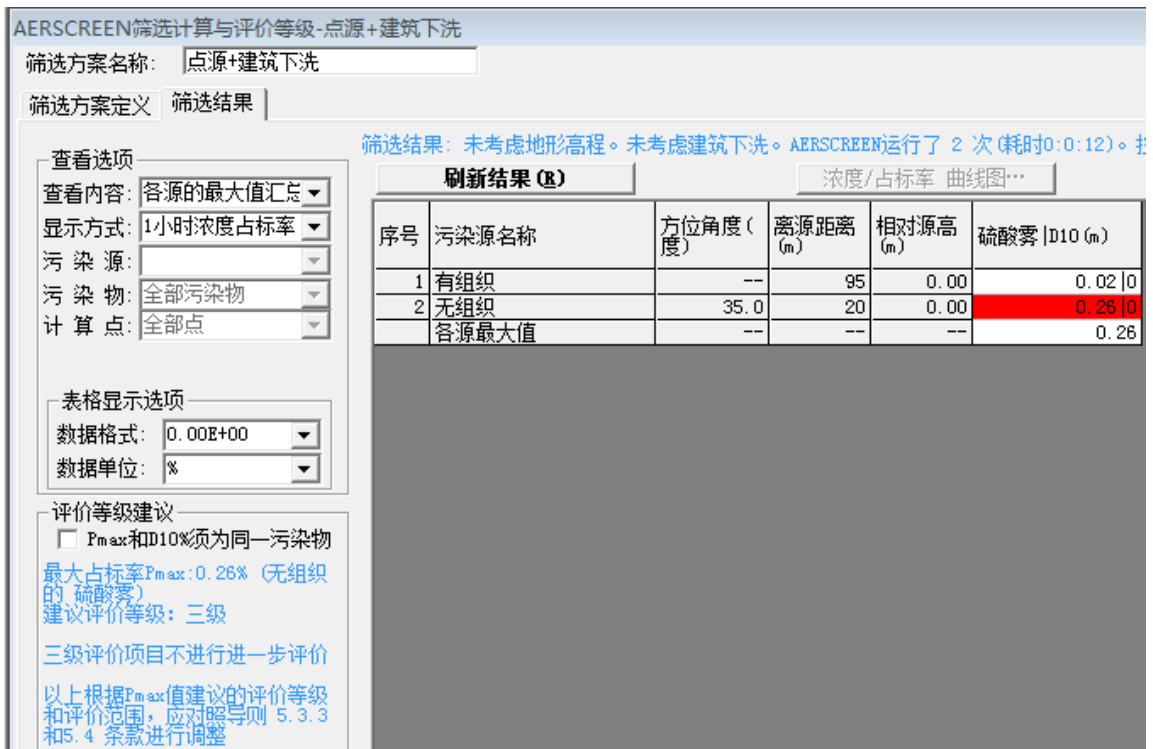 AERSCREEN筛选计算与评价等级-点源+建筑下洗
筛选方案名称: 点源+建筑下洗
筛选方案定义 筛选结果
筛选结果: 未考虑地形高程。未考虑建筑下洗。AERSCREEN运行了 2 次(耗时0:0:12)。
查看选项
查看内容: 各源的最大值汇总
显示方式: 1小时浓度占标率
污 染 源:
污 染 物: 全部污染物
计 算 点: 全部点
表格显示选项
数据格式: 0.00E+00
数据单位: %
评价等级建议
Pmax和D10%须为同一污染物
最大占标率Pmax:0.26% (无组织
的 硫酸雾)
建议评价等级: 三级
三级评价项目不进行进一步评价
以上根据Pmax值建议的评价等级
和评价范围, 应对照导则 5.3.3
和5.4 条款进行调整
刷新结果(R) 浓度/占标率 曲线图…
序号 污染源名称 方位角度(度) 离源距离(m) 相对源高(m) 硫酸雾|D10(m)
1 有组织 -- 95 0.00 0.02|0
2 无组织 35.0 20 0.00 0.26|0
各源最大值 -- -- -- 0.26